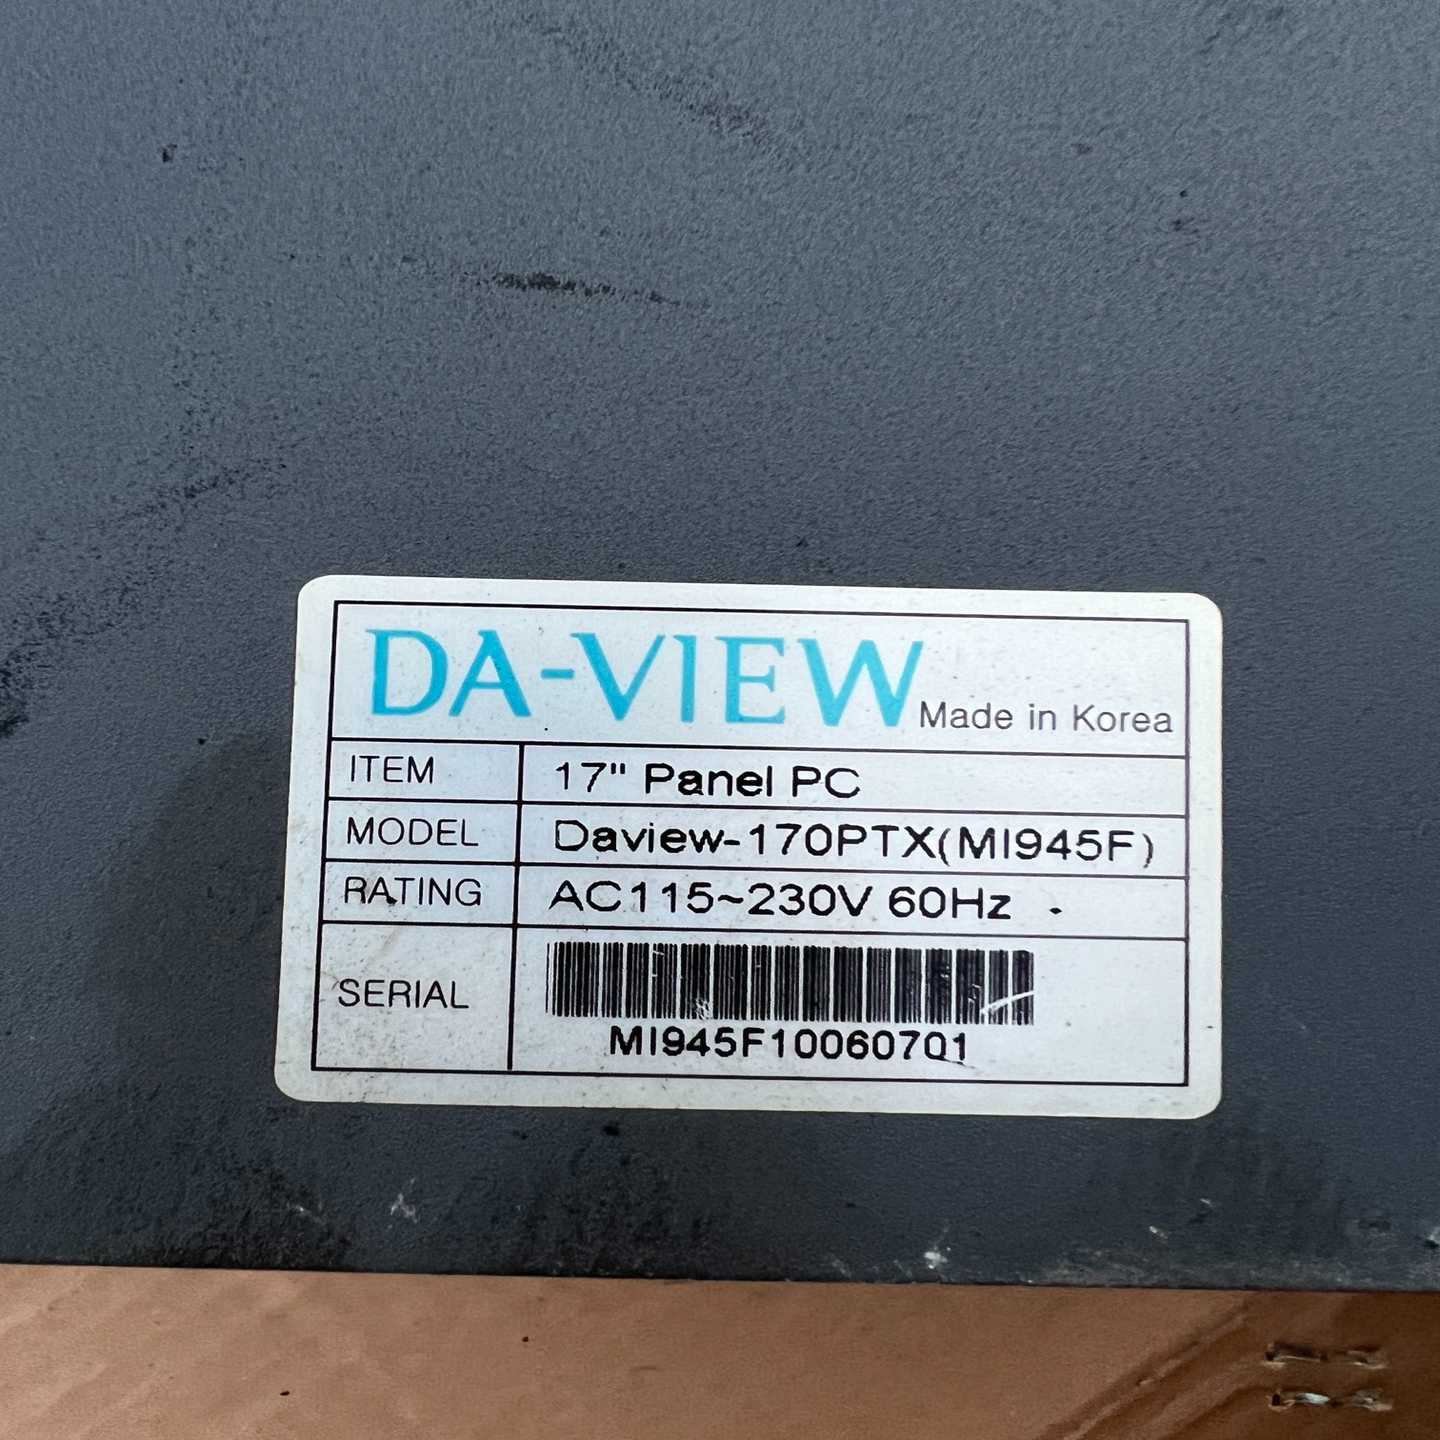 DA-VIEW Made in Korea
ITEM 17" Panel PC
MODEL Daview-170PTX(MI945F)
RATING AC115~230V 60Hz .
SERIAL
MI945F10060701